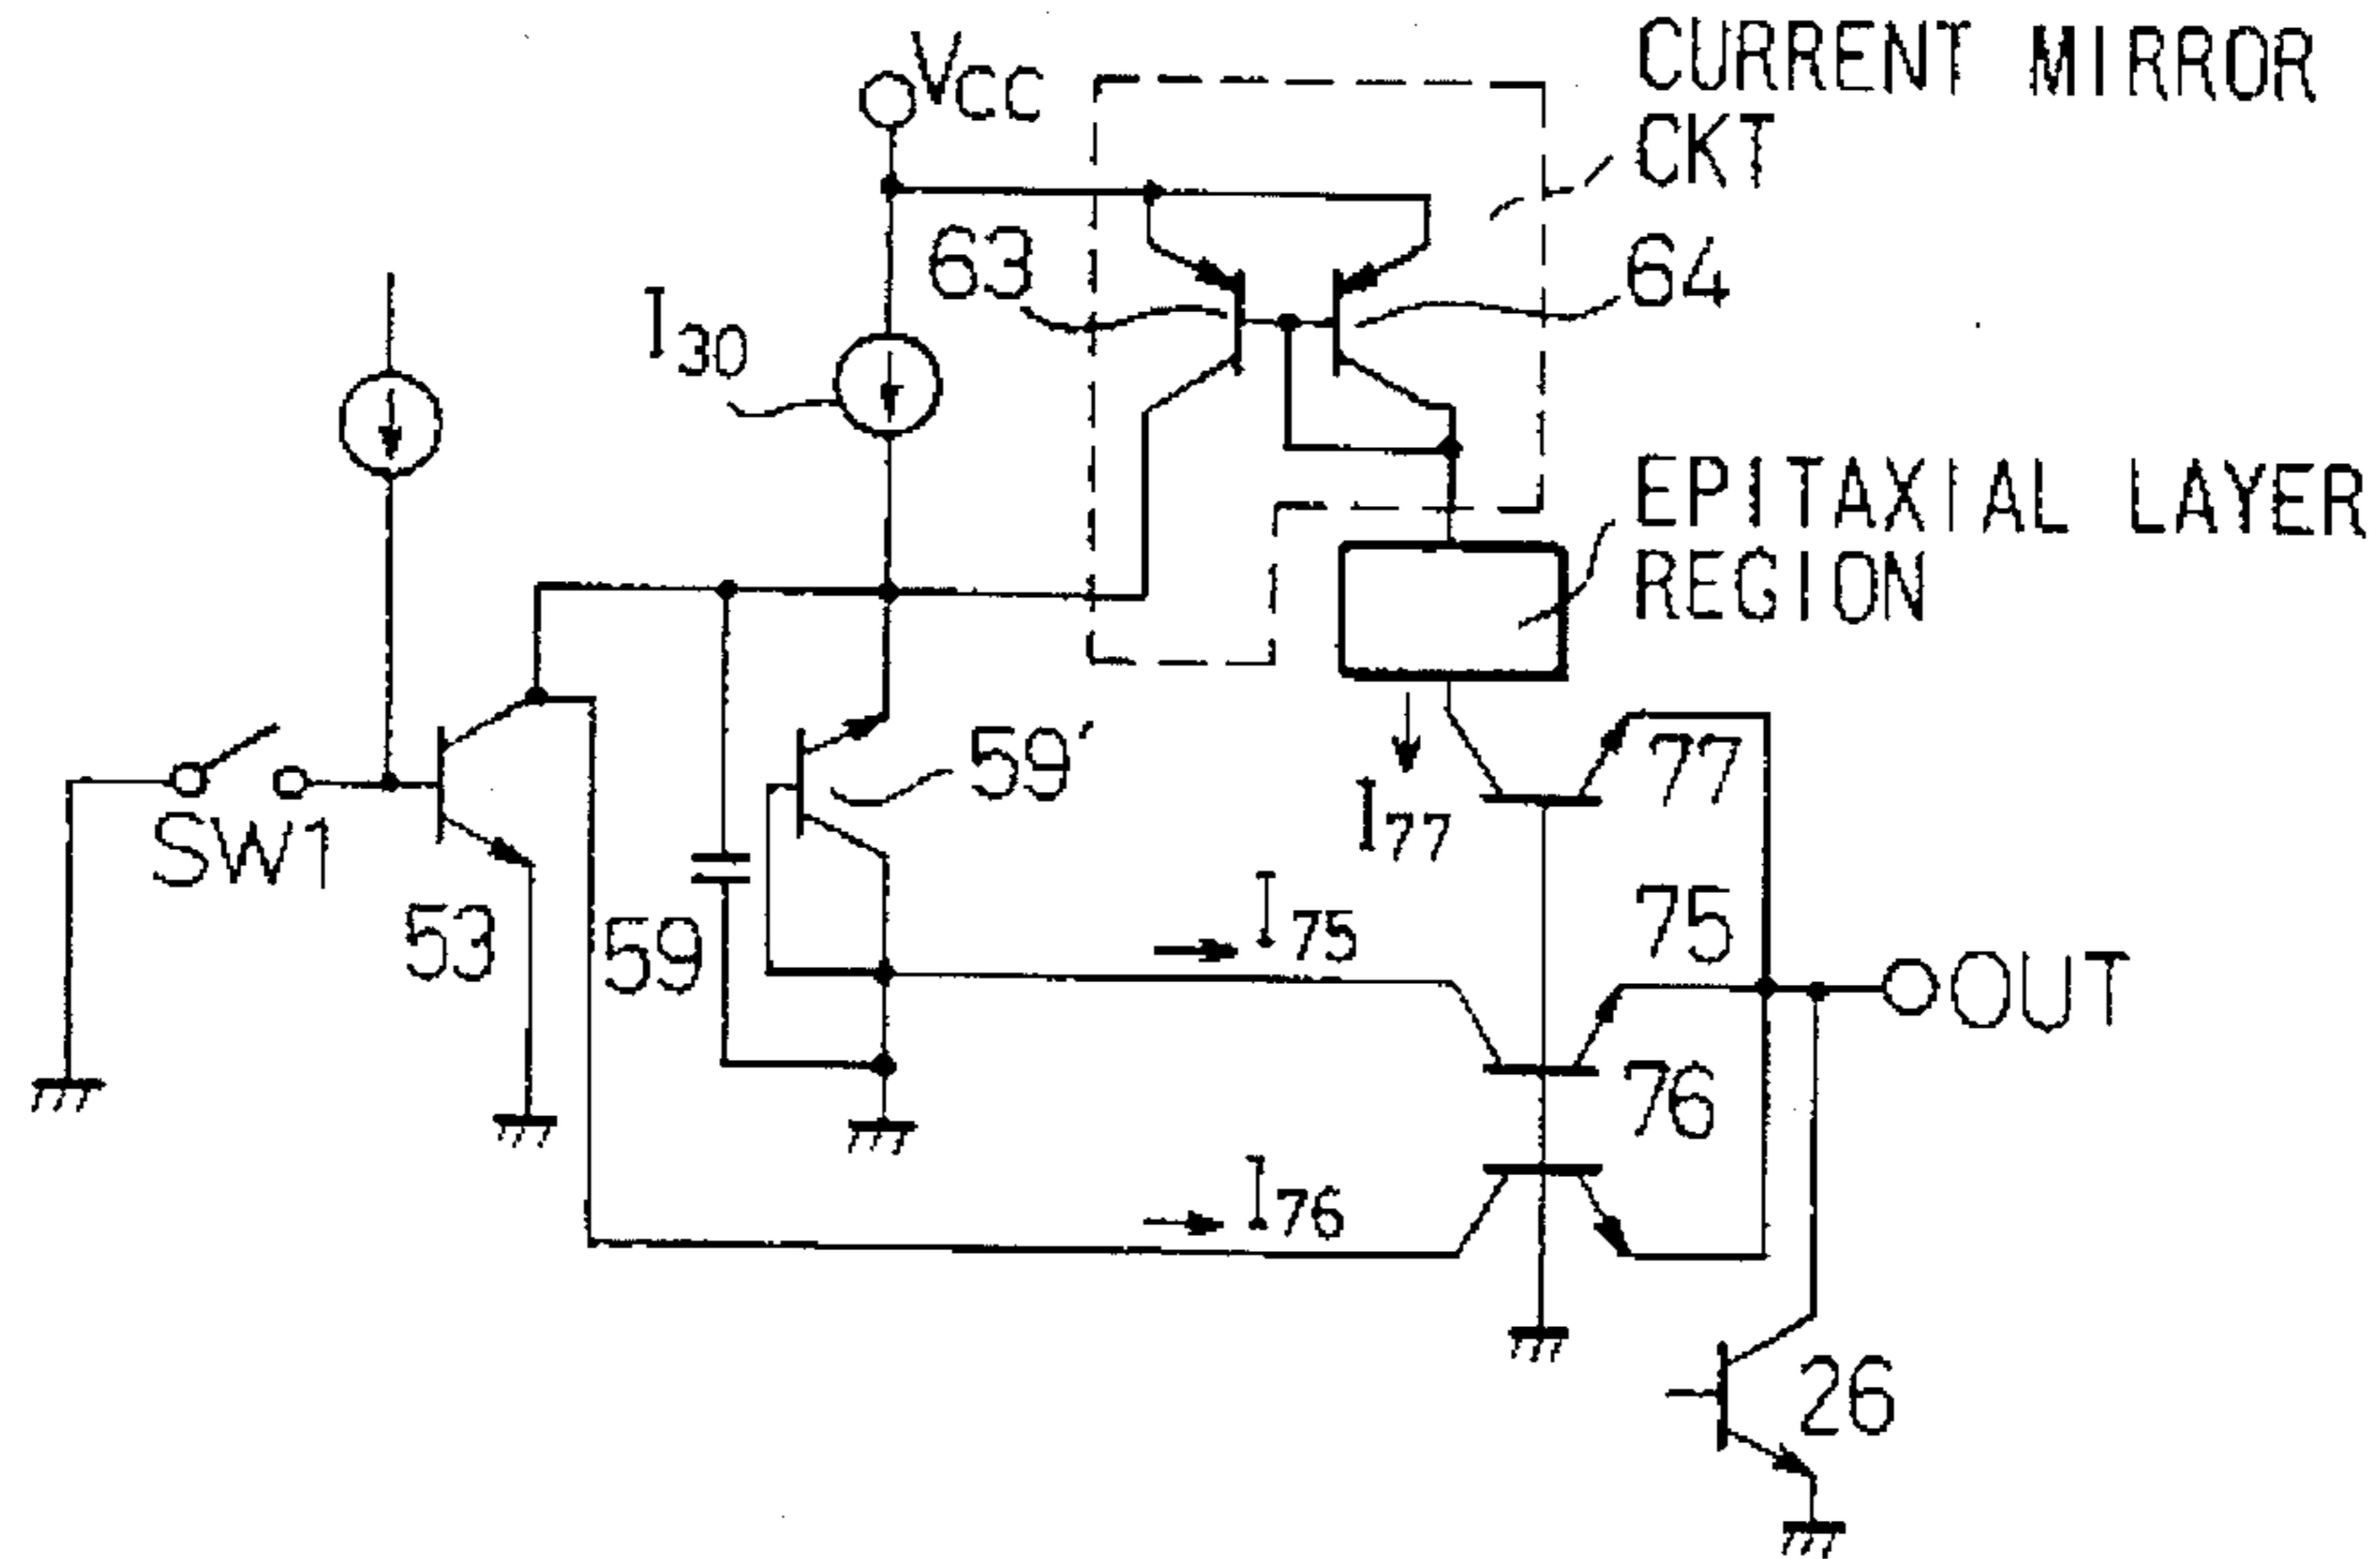 VCC
CURRENT MIRROR
CKT
63
64
I30
EPITAXIAL LAYER
REGION
59'
77
I77
SW1
53
59
I75
75
OUT
76
I76
26